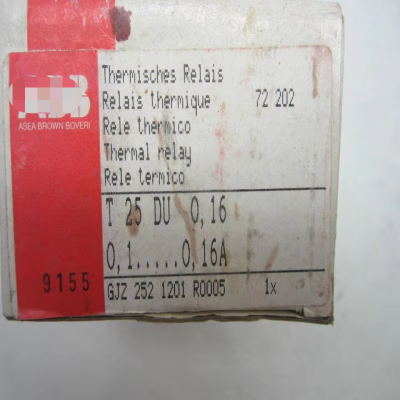 ABB
ASEA BROWN BOVERI
Thermisches Relais
Relais thermique 72 202
Rele thermico
Thermal relay
Rele termico
T 25 DU 0,16
0,1.....0,16A
9155
GJZ 252 1201 R0005 1x